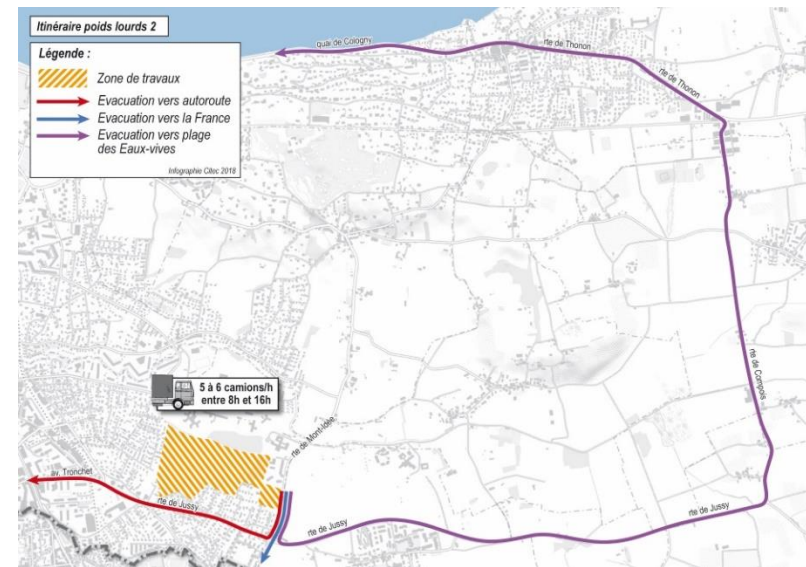 Itinéraire poids lourds 2
Légende :
Zone de travaux
Evacuation vers autoroute
Evacuation vers la France
Evacuation vers plage
des Eaux-vives
Infographie Citec 2018
quai de Cologny
rte de Thonon
rte de Thonon
rte de Compois
5 à 6 camions/h
entre 8h et 16h
rte de Mont-Idée
av. Tronchet
rte de Jussy
rte de Jussy
rte de Jussy